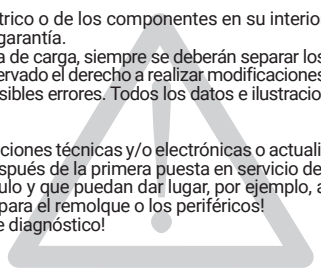 trico o de los componentes en su interio
garantía.
a de carga, siempre se deberán separar los
ervado el derecho a realizar modificaciones
sibles errores. Todos los datos e ilustracio
ciones técnicas y/o electrónicas o actuali
spués de la primera puesta en servicio de
ulo y que puedan dar lugar, por ejemplo, a
para el remolque o los periféricos!
e diagnóstico!